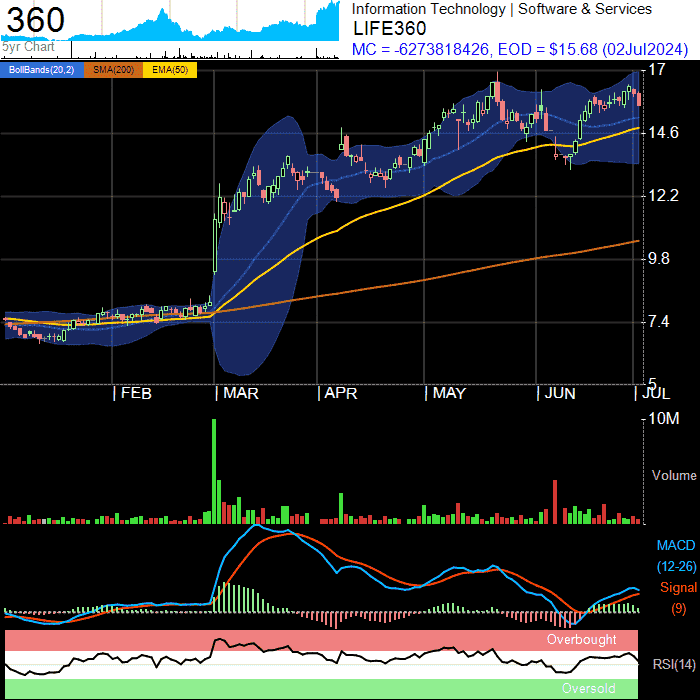 360
5yr Chart
Information Technology | Software & Services
LIFE360
MC = -6273818426, EOD = $15.68 (02Jul2024)
BollBands(20,2) SMA(200) EMA(50)
17
14.6
12.2
9.8
7.4
5
FEB MAR APR MAY JUN JUL
10M
Volume
MACD
(12-26)
Signal
(9)
Overbought
RSI(14)
Oversold